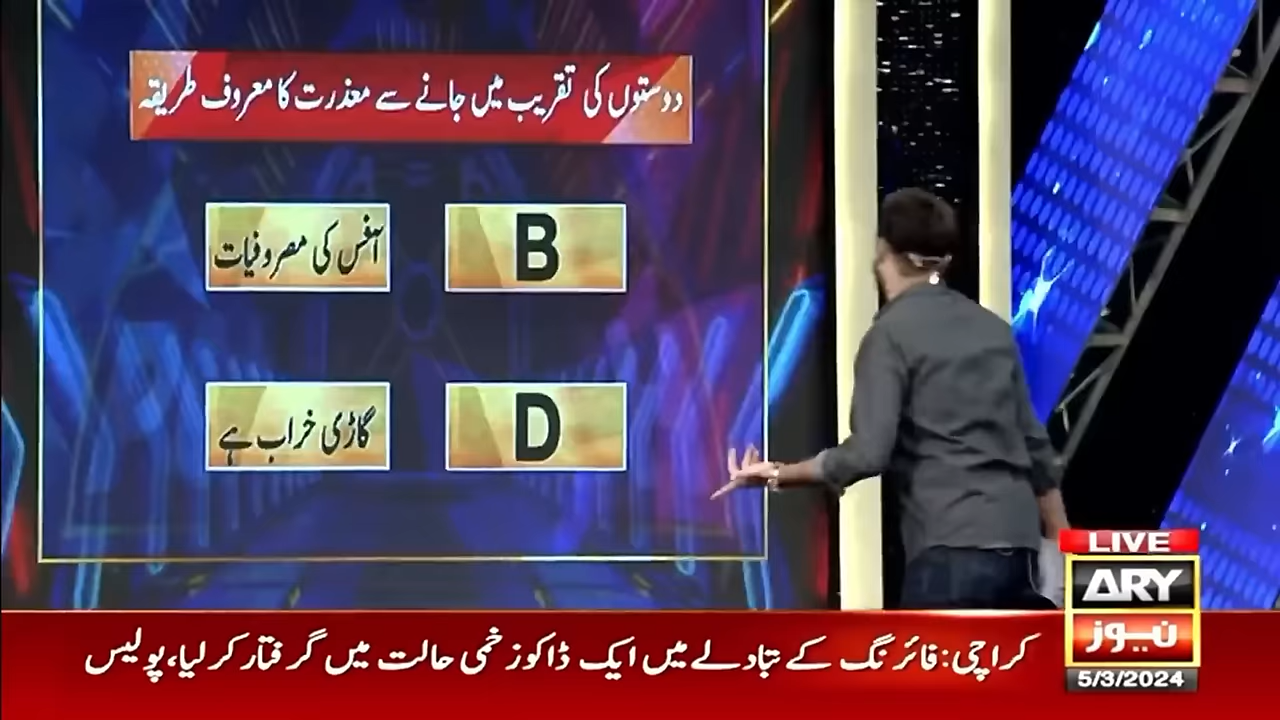 دوستوں کی تقریب میں جانے سے معذرت کا معروف طریقہ
B
آفس کی مصروفیات
D
گاڑی خراب ہے
LIVE
ARY
نیوز
کراچی: فائرنگ کے تبادلے میں ایک ڈاکو زخمی حالت میں گرفتار کرلیا، پولیس
5/3/2024